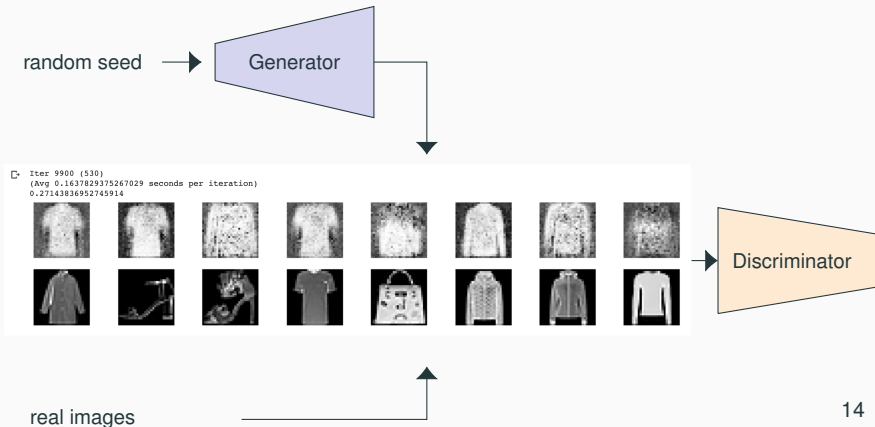 random seed
Generator
Iter 9900 (530)
(Avg 0.1637829375267029 seconds per iteration)
0.27143836952745914
Discriminator
real images
14